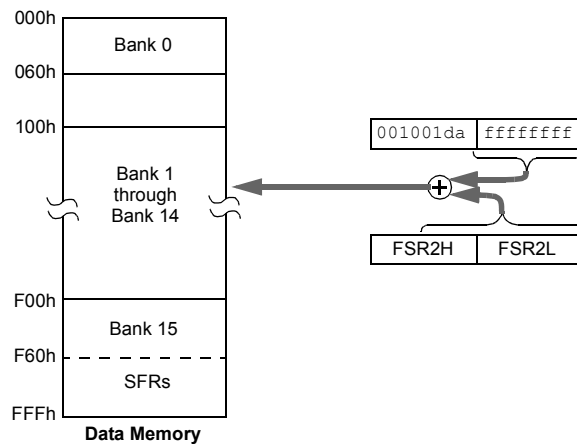 000h
Bank 0
060h
100h
Bank 1
through
Bank 14
F00h
Bank 15
F60h
SFRs
FFFh
Data Memory
001001da ffffffff
+
FSR2H FSR2L